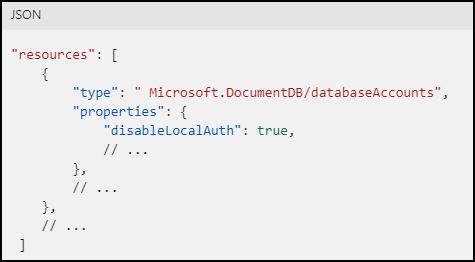 JSON
"resources": [
    {
        "type": " Microsoft.DocumentDB/databaseAccounts",
        "properties": {
            "disableLocalAuth": true,
            // ...
        },
        // ...
    },
    // ...
 ]